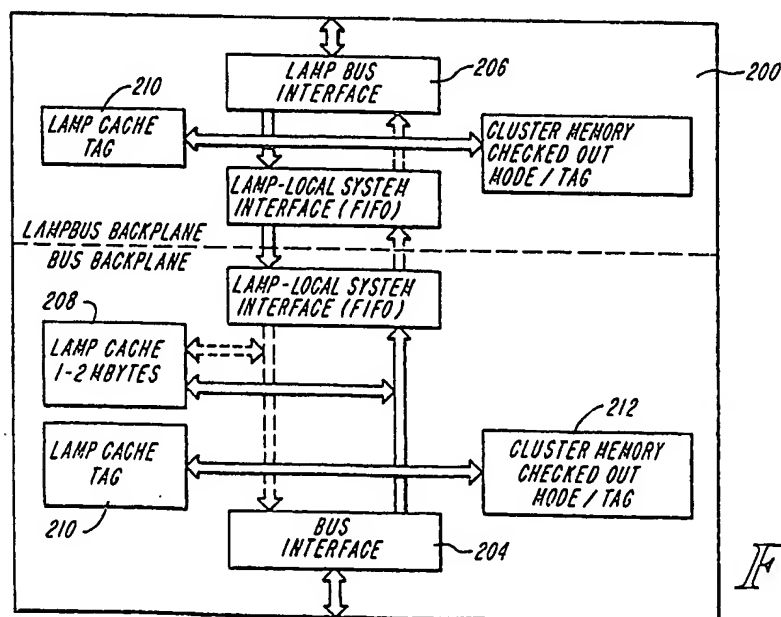 LAMP BUS
INTERFACE
206
200
210
LAMP CACHE
TAG
CLUSTER MEMORY
CHECKED OUT
MODE / TAG
LAMP-LOCAL SYSTEM
INTERFACE (FIFO)
LAMPBUS BACKPLANE
BUS BACKPLANE
LAMP-LOCAL SYSTEM
INTERFACE (FIFO)
208
LAMP CACHE
1-2 MBYTES
212
LAMP CACHE
TAG
CLUSTER MEMORY
CHECKED OUT
MODE / TAG
210
BUS
INTERFACE
204
F